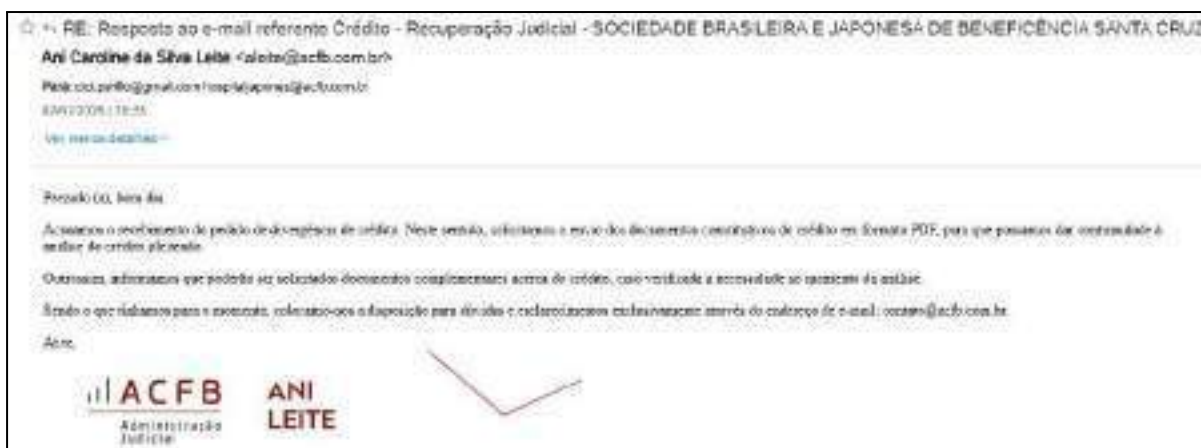 RE: Resposta ao e-mail referente Crédito - Recuperação Judicial - SOCIEDADE BRASILEIRA E JAPONESA DE BENEFICÊNCIA SANTA CRUZ
Ani Caroline da Silva Leite <aleite@acfb.com.br>
Para:
Ver menos detalhes
Prezado (a), bom dia.
Acusamos o recebimento do pedido de divergência de crédito. Neste sentido, solicitamos o envio dos documentos constitutivos de crédito em formato PDF, para que possamos dar continuidade à
análise do crédito pleiteado.
Outrossim, informamos que poderão ser solicitados documentos complementares acerca do crédito, caso verificada a necessidade no momento da análise.
Sendo o que tínhamos para o momento, colocamo-nos a disposição para dúvidas e esclarecimentos exclusivamente através do endereço de e-mail: contato@acfb.com.br.
ACFB
Administração
Judicial
ANI
LEITE